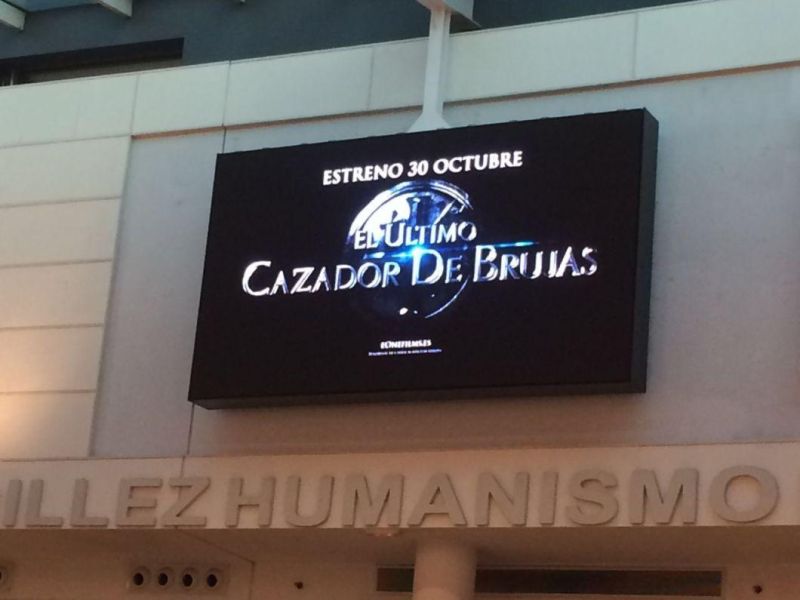 ESTRENO 30 OCTUBRE
EL ÚLTIMO
CAZADOR DE BRUJAS
EONEFILMS.ES
ILLEZ HUMANISMO